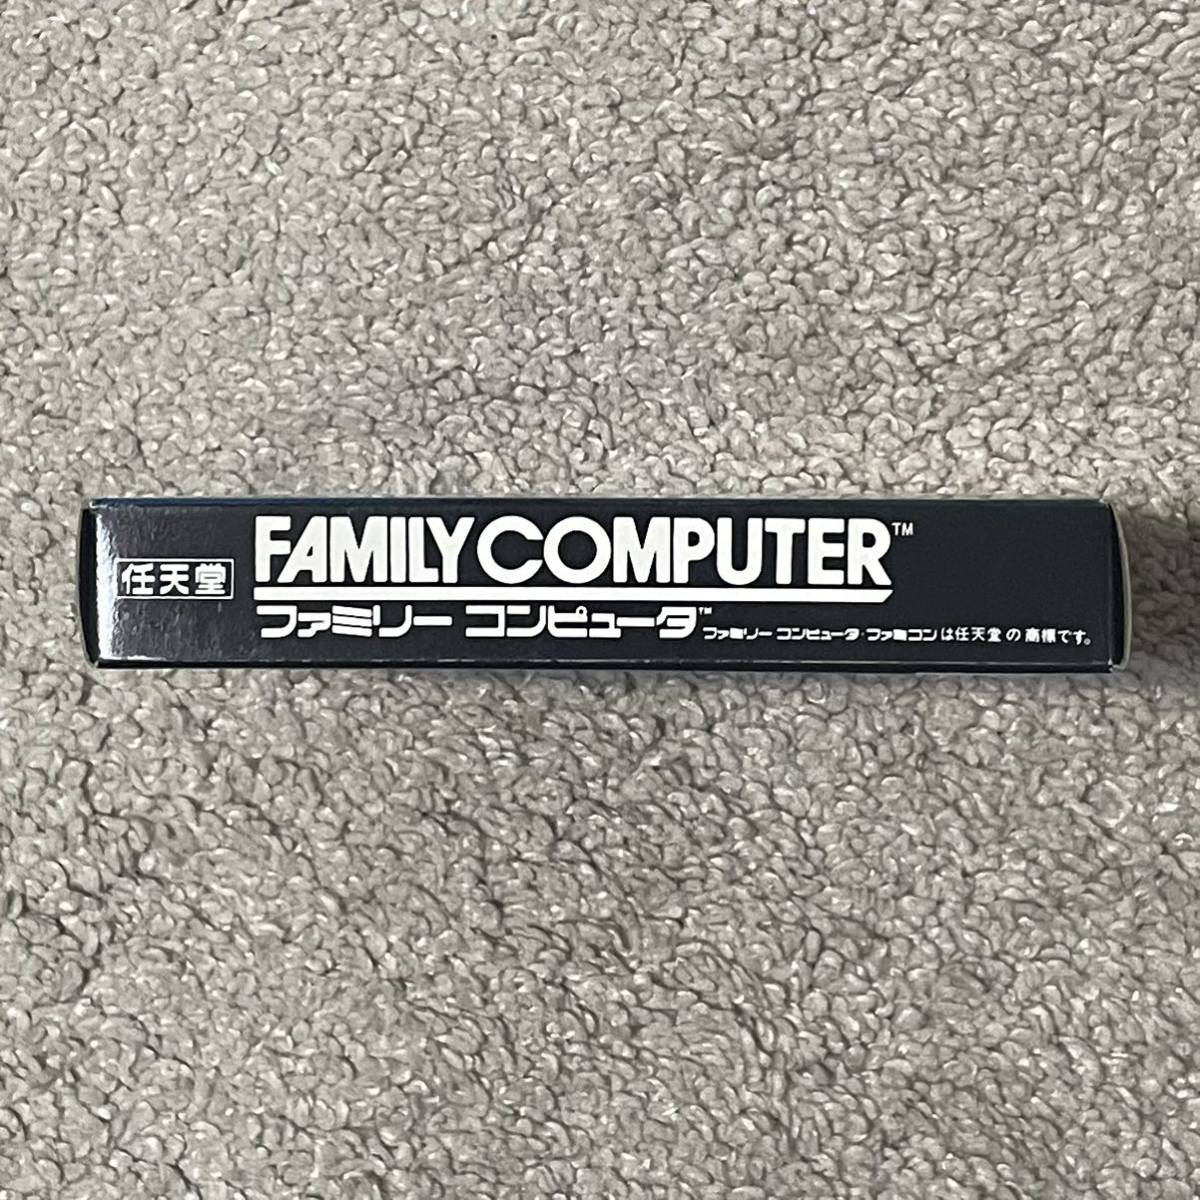 任天堂
FAMILY COMPUTER™
ファミリー コンピュータ™
ファミリー コンピュータ・ファミコンは任天堂の商標です。